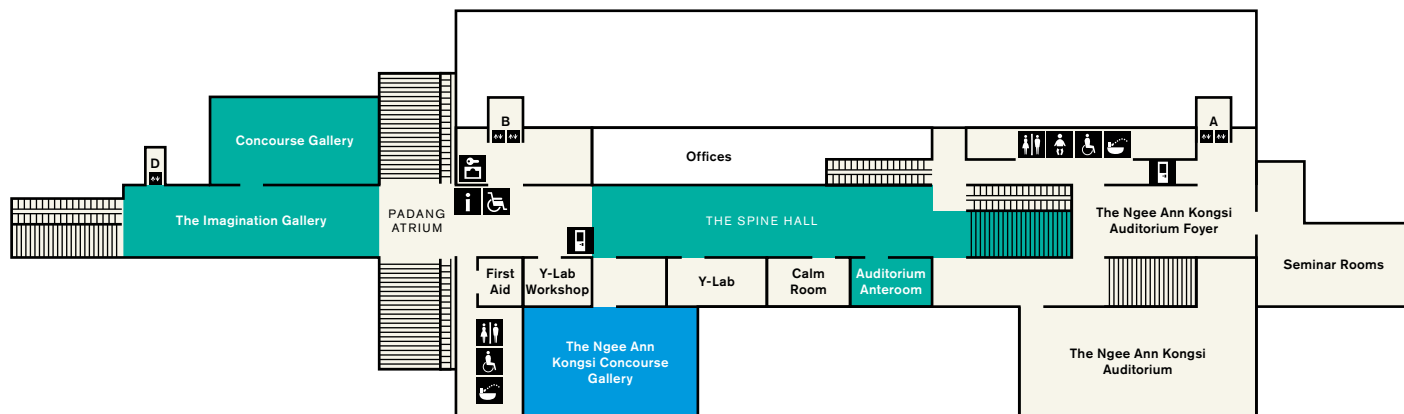 B
A
Concourse Gallery
D
Offices
The Imagination Gallery
PADANG
ATRIUM
i
THE SPINE HALL
The Ngee Ann Kongsi
Auditorium Foyer
Seminar Rooms
First
Aid
Y-Lab
Workshop
Y-Lab
Calm
Room
Auditorium
Anteroom
The Ngee Ann
Kongsi Concourse
Gallery
The Ngee Ann Kongsi
Auditorium